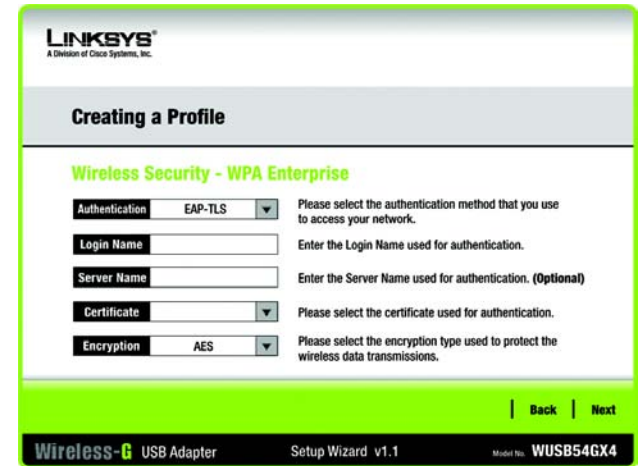 LINKSYS®
A Division of Cisco Systems, Inc.
Creating a Profile
Wireless Security - WPA Enterprise
Authentication EAP-TLS Please select the authentication method that you use
to access your network.
Login Name Enter the Login Name used for authentication.
Server Name Enter the Server Name used for authentication. (Optional)
Certificate Please select the certificate used for authentication.
Encryption AES Please select the encryption type used to protect the
wireless data transmissions.
Back Next
Wireless-G USB Adapter Setup Wizard v1.1 Model No. WUSB54GX4